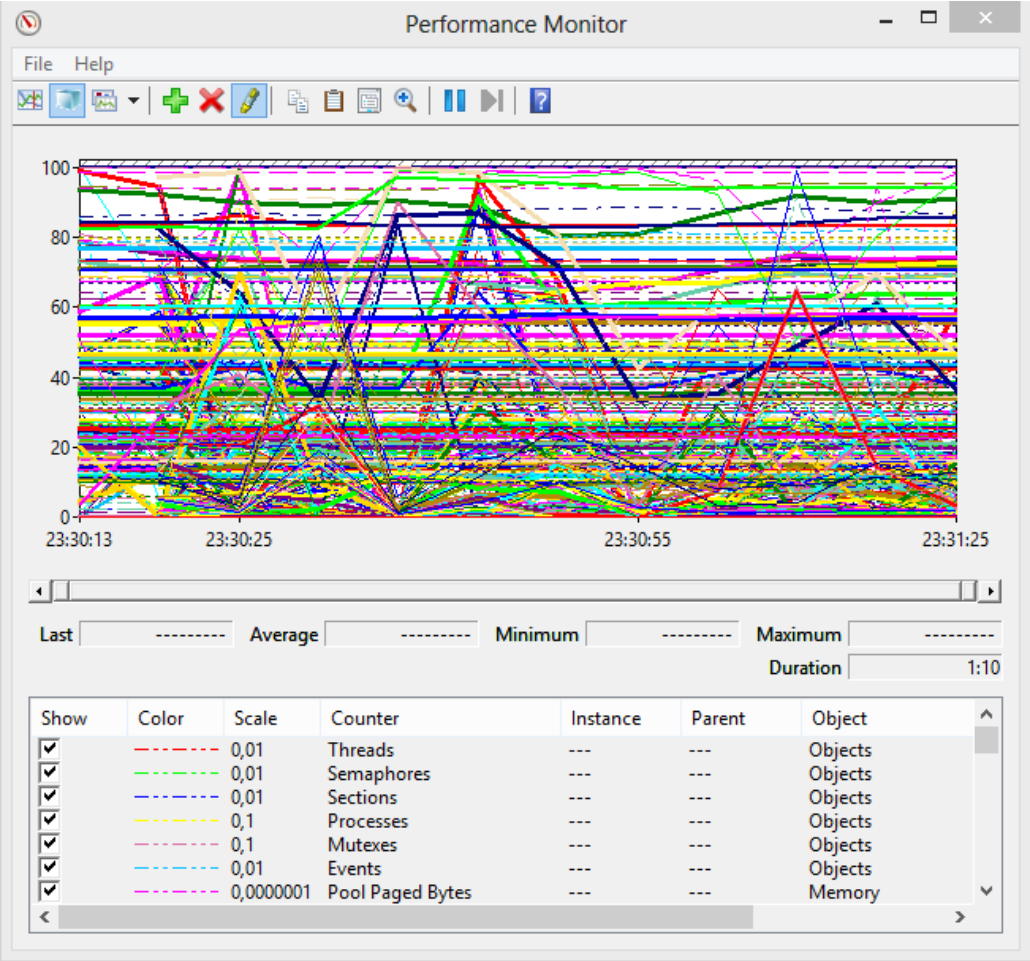 Performance Monitor
File Help
100
80
60
40
20
0
23:30:13 23:30:25 23:30:55 23:31:25
Last --------- Average --------- Minimum --------- Maximum ---------
Duration 1:10
Show Color Scale Counter Instance Parent Object
0,01 Threads --- --- Objects
0,01 Semaphores --- --- Objects
0,01 Sections --- --- Objects
0,1 Processes --- --- Objects
0,1 Mutexes --- --- Objects
0,01 Events --- --- Objects
0,0000001 Pool Paged Bytes --- --- Memory